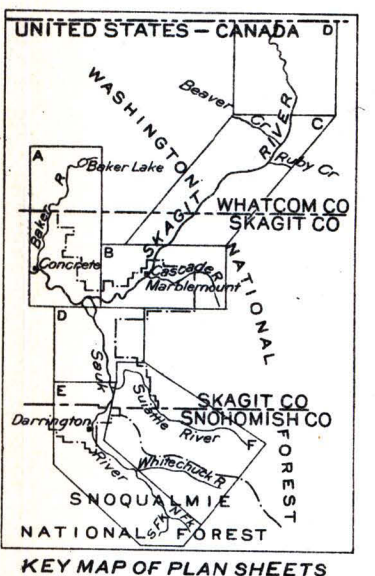 UNITED STATES — CANADA
D
WASHINGTON
Beaver Cr
C
RIVER
Ruby Cr
A
Baker Lake
Baker R
SKAGIT
WHATCOM CO
SKAGIT CO
B
Concrete
Cascade R
Marblemount
NATIONAL
D
Sauk
E
Suiattle River
SKAGIT CO
SNOHOMISH CO
Darrington
F
River
Whitechuck R
FOREST
SNOQUALMIE
S FK
N FK
NATIONAL FOREST
KEY MAP OF PLAN SHEETS